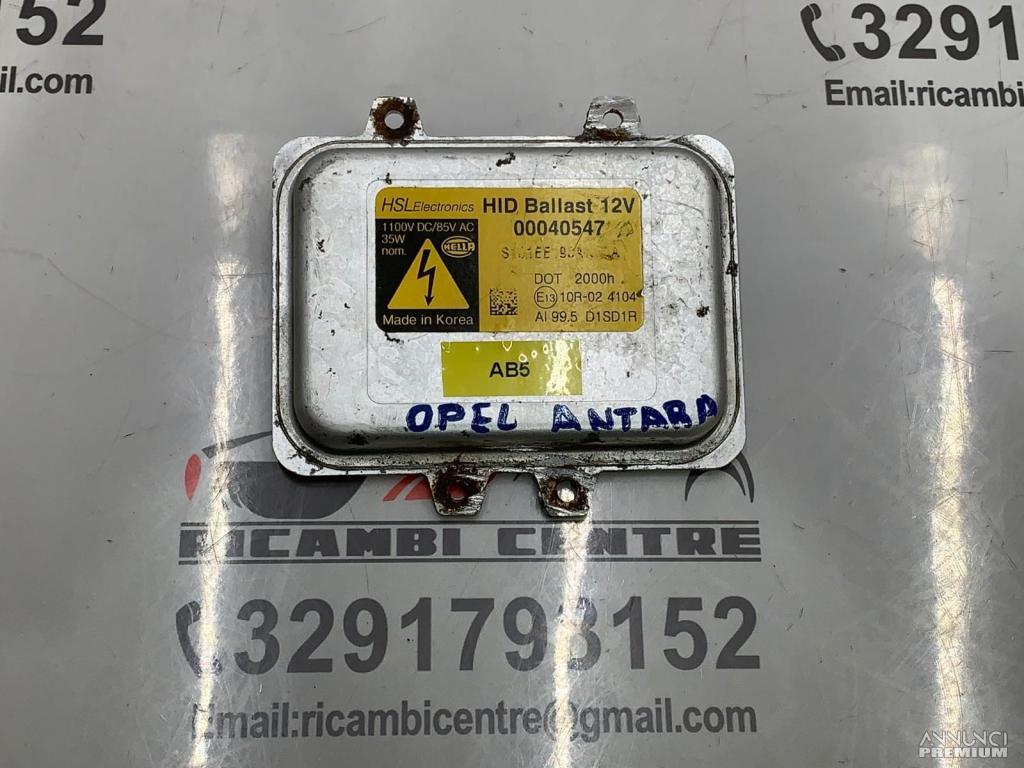 52
3291
il.com
Email:ricambi
HSL Electronics HID Ballast 12V
00040547
1100V DC/85V AC
35W
nom.
HELLA
DOT 2000h
E13 10R-02 4104
Made in Korea
AI 99.5 D1SD1R
AB5
OPEL ANTARA
RICAMBI CENTRE
3291793152
Email:ricambicentre@gmail.com
ANNUNCI
PREMIUM